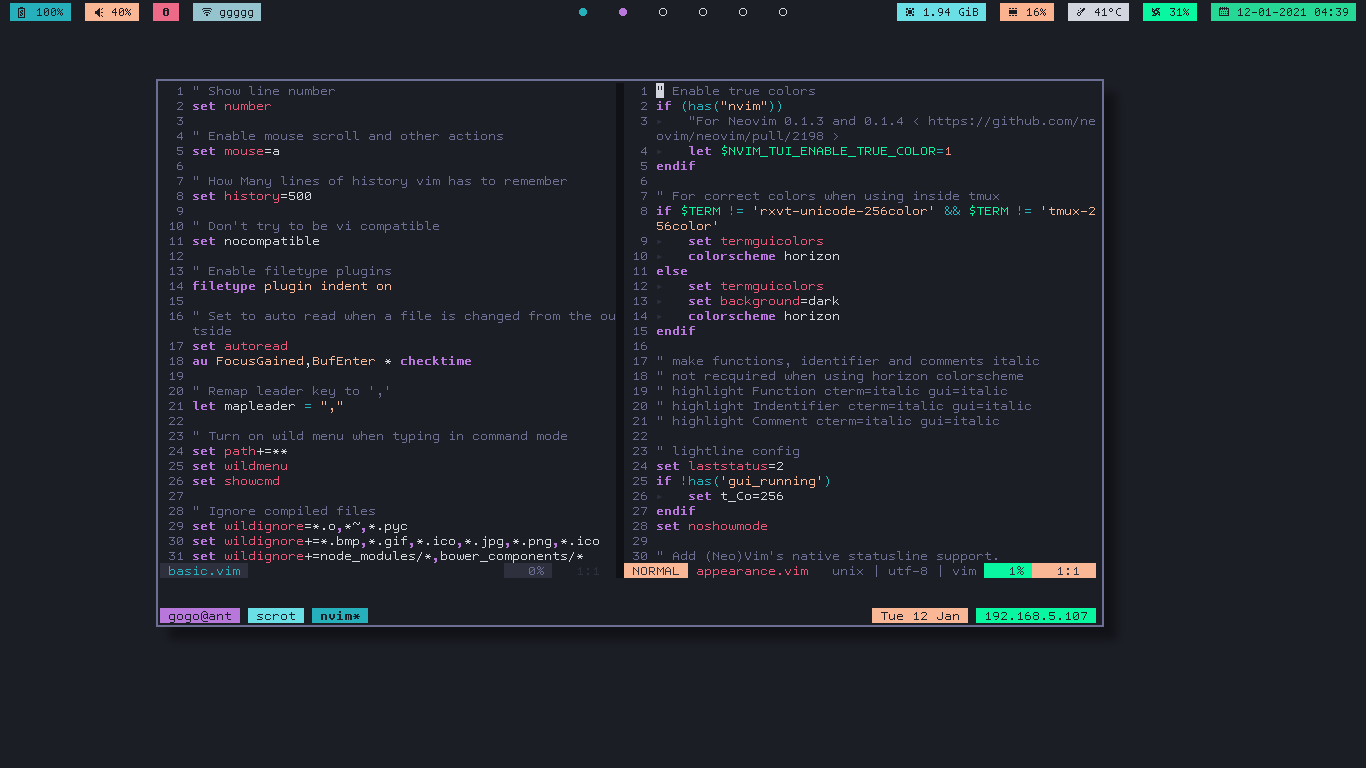 100%
40%
0
ggggg
1.94 GiB
16%
41°C
31%
12-01-2021 04:39
1 " Show line number
2 set number
3
4 " Enable mouse scroll and other actions
5 set mouse=a
6
7 " How Many lines of history vim has to remember
8 set history=500
9
10 " Don't try to be vi compatible
11 set nocompatible
12
13 " Enable filetype plugins
14 filetype plugin indent on
15
16 " Set to auto read when a file is changed from the ou
tside
17 set autoread
18 au FocusGained,BufEnter * checktime
19
20 " Remap leader key to ','
21 let mapleader = ","
22
23 " Turn on wild menu when typing in command mode
24 set path+=**
25 set wildmenu
26 set showcmd
27
28 " Ignore compiled files
29 set wildignore=*.o,*~,*.pyc
30 set wildignore+=*.bmp,*.gif,*.ico,*.jpg,*.png,*.ico
31 set wildignore+=node_modules/*,bower_components/*
basic.vim 0% 1:1
1 " Enable true colors
2 if (has("nvim"))
3 "For Neovim 0.1.3 and 0.1.4 < https://github.com/ne
ovim/neovim/pull/2198 >
4 let $NVIM_TUI_ENABLE_TRUE_COLOR=1
5 endif
6
7 " For correct colors when using inside tmux
8 if $TERM != 'rxvt-unicode-256color' && $TERM != 'tmux-2
56color'
9 set termguicolors
10 colorscheme horizon
11 else
12 set termguicolors
13 set background=dark
14 colorscheme horizon
15 endif
16
17 " make functions, identifier and comments italic
18 " not recquired when using horizon colorscheme
19 " highlight Function cterm=italic gui=italic
20 " highlight Indentifier cterm=italic gui=italic
21 " highlight Comment cterm=italic gui=italic
22
23 " lightline config
24 set laststatus=2
25 if !has('gui_running')
26 set t_Co=256
27 endif
28 set noshowmode
29
30 " Add (Neo)Vim's native statusline support.
NORMAL appearance.vim unix | utf-8 | vim 1% 1:1
gogo@ant scrot nvim* Tue 12 Jan 192.168.5.107